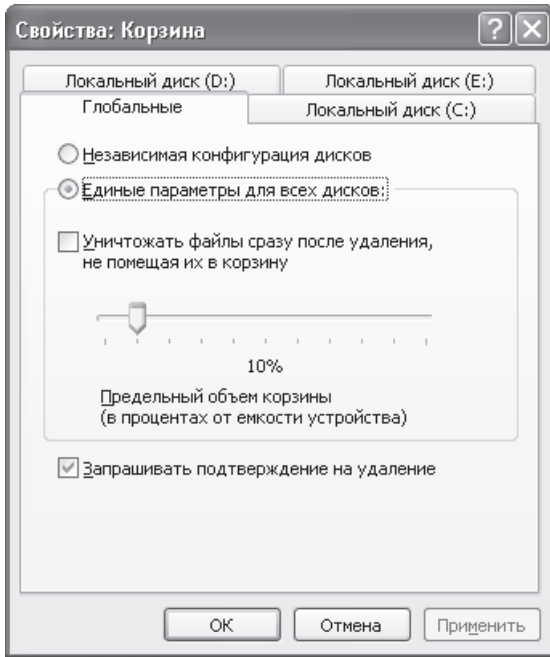 Свойства: Корзина
Локальный диск (D:)
Локальный диск (E:)
Глобальные
Локальный диск (C:)
Независимая конфигурация дисков
Единые параметры для всех дисков:
Уничтожать файлы сразу после удаления,
не помещая их в корзину
10%
Предельный объем корзины
(в процентах от емкости устройства)
Запрашивать подтверждение на удаление
ОК
Отмена
Применить